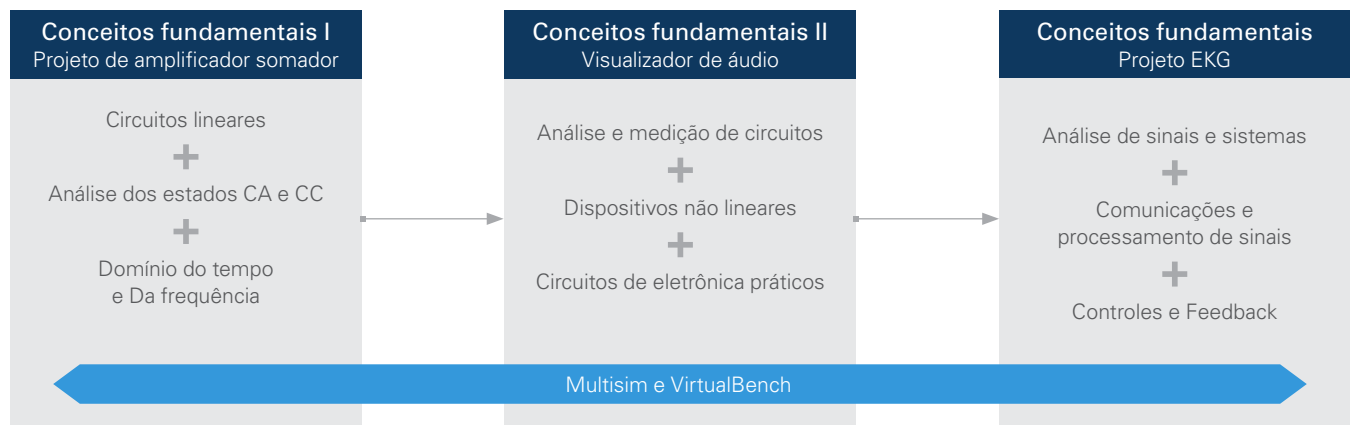 Conceitos fundamentais I
Projeto de amplificador somador
Circuitos lineares
+
Análise dos estados CA e CC
+
Domínio do tempo
e Da frequência
Conceitos fundamentais II
Visualizador de áudio
Análise e medição de circuitos
+
Dispositivos não lineares
+
Circuitos de eletrônica práticos
Conceitos fundamentais
Projeto EKG
Análise de sinais e sistemas
+
Comunicações e
processamento de sinais
+
Controles e Feedback
Multisim e VirtualBench